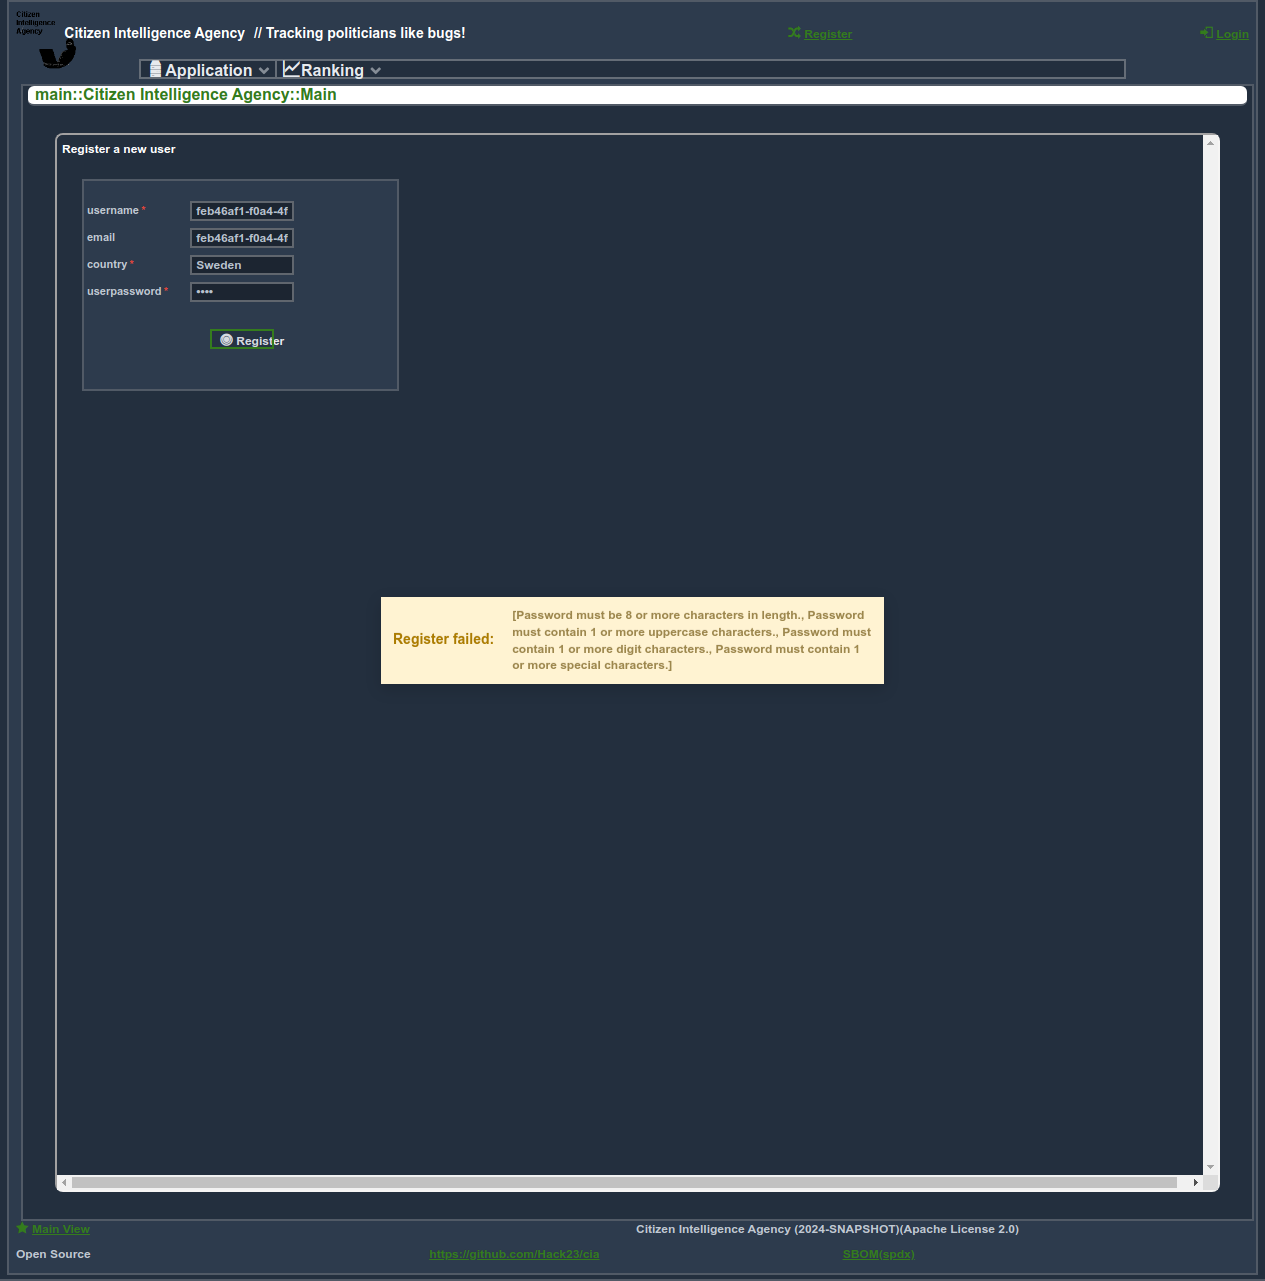 Citizen
Intelligence
Agency
Citizen Intelligence Agency // Tracking politicians like bugs!
Register
Login
Application
Ranking
main::Citizen Intelligence Agency::Main
Register a new user
username *
feb46af1-f0a4-4f
email
feb46af1-f0a4-4f
country *
Sweden
userpassword *
••••
Register
Register failed:
[Password must be 8 or more characters in length., Password
must contain 1 or more uppercase characters., Password must
contain 1 or more digit characters., Password must contain 1
or more special characters.]
Main View
Citizen Intelligence Agency (2024-SNAPSHOT)(Apache License 2.0)
Open Source
https://github.com/Hack23/cia
SBOM(spdx)